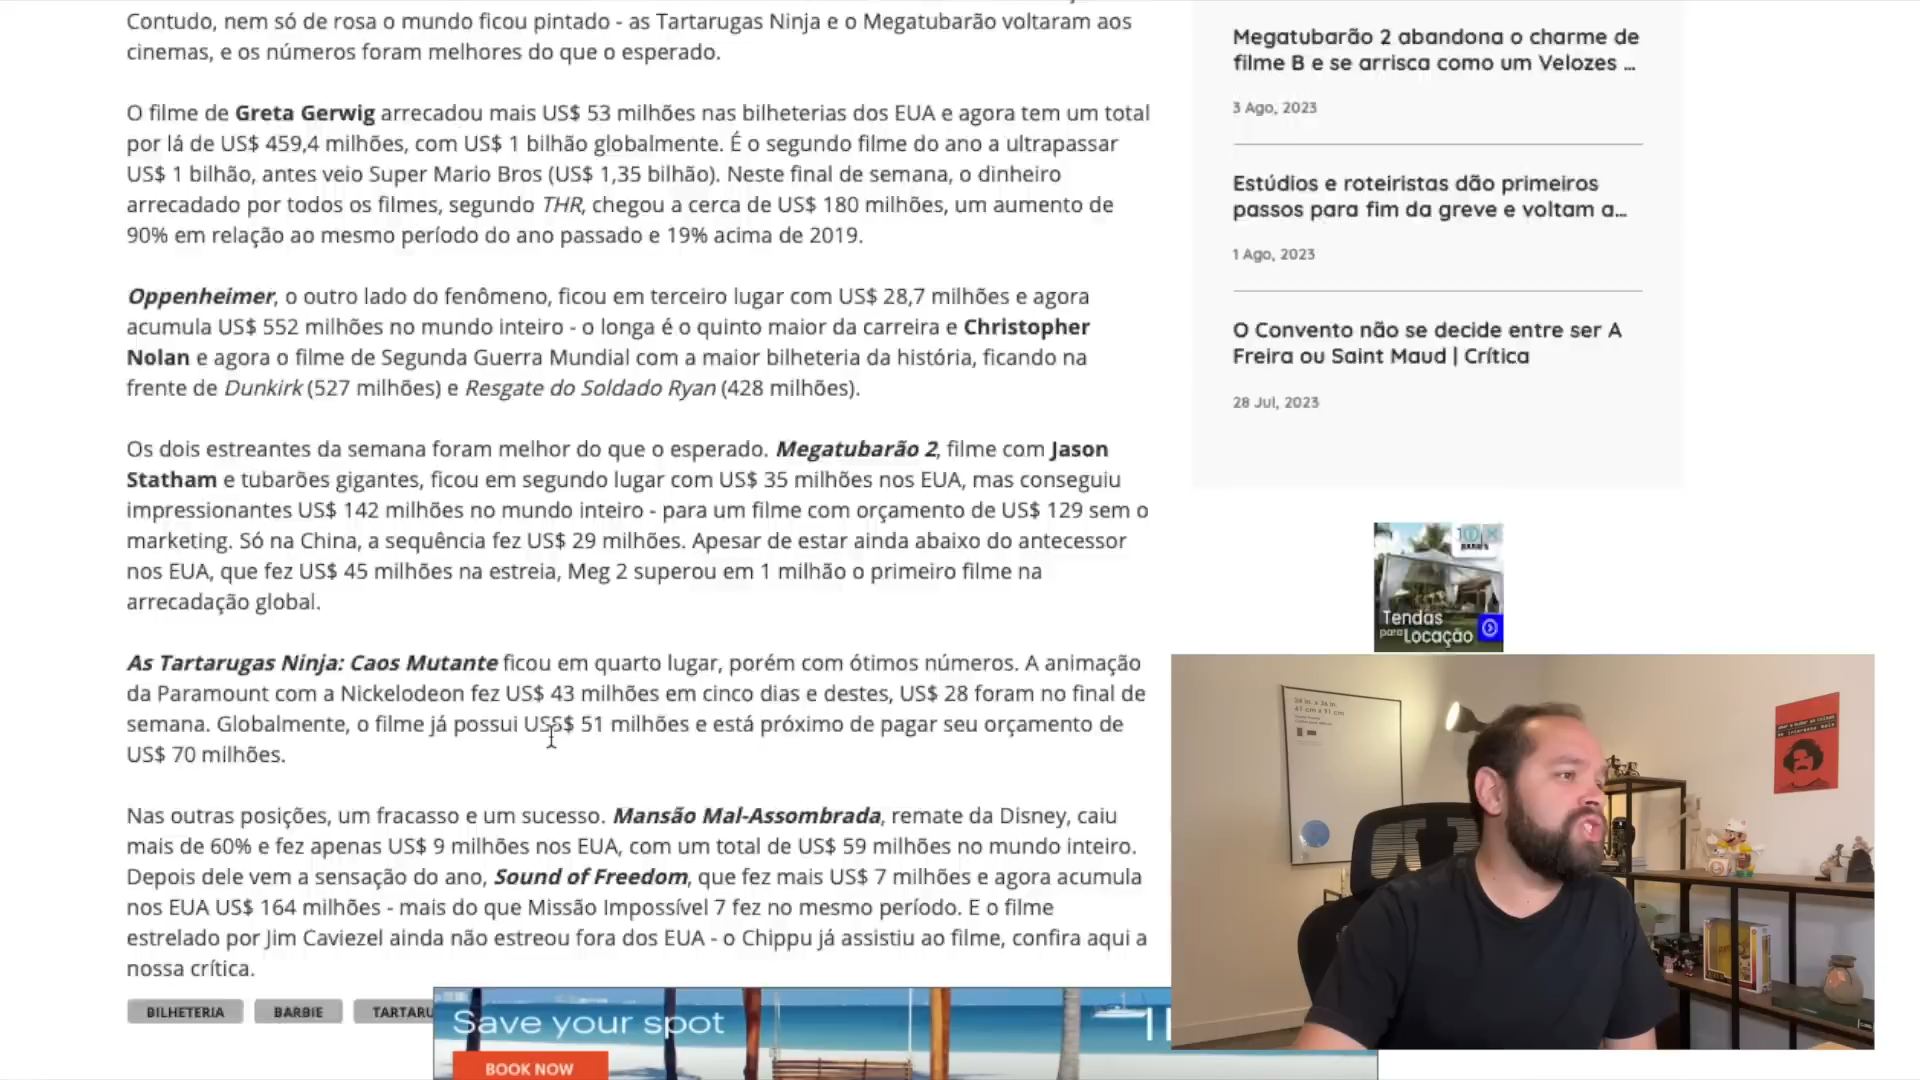 Contudo, nem só de rosa o mundo ficou pintado - as Tartarugas Ninja e o Megatubarão voltaram aos
cinemas, e os números foram melhores do que o esperado.
O filme de Greta Gerwig arrecadou mais US$ 53 milhões nas bilheterias dos EUA e agora tem um total
por lá de US$ 459,4 milhões, com US$ 1 bilhão globalmente. É o segundo filme do ano a ultrapassar
US$ 1 bilhão, antes veio Super Mario Bros (US$ 1,35 bilhão). Neste final de semana, o dinheiro
arrecadado por todos os filmes, segundo THR, chegou a cerca de US$ 180 milhões, um aumento de
90% em relação ao mesmo período do ano passado e 19% acima de 2019.
Oppenheimer, o outro lado do fenômeno, ficou em terceiro lugar com US$ 28,7 milhões e agora
acumula US$ 552 milhões no mundo inteiro - o longa é o quinto maior da carreira e Christopher
Nolan e agora o filme de Segunda Guerra Mundial com a maior bilheteria da história, ficando na
frente de Dunkirk (527 milhões) e Resgate do Soldado Ryan (428 milhões).
Os dois estreantes da semana foram melhor do que o esperado. Megatubarão 2, filme com Jason
Statham e tubarões gigantes, ficou em segundo lugar com US$ 35 milhões nos EUA, mas conseguiu
impressionantes US$ 142 milhões no mundo inteiro - para um filme com orçamento de US$ 129 sem o
marketing. Só na China, a sequência fez US$ 29 milhões. Apesar de estar ainda abaixo do antecessor
nos EUA, que fez US$ 45 milhões na estreia, Meg 2 superou em 1 milhão o primeiro filme na
arrecadação global.
As Tartarugas Ninja: Caos Mutante ficou em quarto lugar, porém com ótimos números. A animação
da Paramount com a Nickelodeon fez US$ 43 milhões em cinco dias e destes, US$ 28 foram no final de
semana. Globalmente, o filme já possui USS$ 51 milhões e está próximo de pagar seu orçamento de
US$ 70 milhões.
Nas outras posições, um fracasso e um sucesso. Mansão Mal-Assombrada, remate da Disney, caiu
mais de 60% e fez apenas US$ 9 milhões nos EUA, com um total de US$ 59 milhões no mundo inteiro.
Depois dele vem a sensação do ano, Sound of Freedom, que fez mais US$ 7 milhões e agora acumula
nos EUA US$ 164 milhões - mais do que Missão Impossível 7 fez no mesmo período. E o filme
estrelado por Jim Caviezel ainda não estreou fora dos EUA - o Chippu já assistiu ao filme, confira aqui a
nossa crítica.
BILHETERIA
BARBIE
TARTARU
Save your spot
BOOK NOW
Megatubarão 2 abandona o charme de
filme B e se arrisca como um Velozes ...
3 Ago, 2023
Estúdios e roteiristas dão primeiros
passos para fim da greve e voltam a...
1 Ago, 2023
O Convento não se decide entre ser A
Freira ou Saint Maud | Crítica
28 Jul, 2023
Tendas
para Locação
24 in. x 36 in.
61 cm x 91 cm